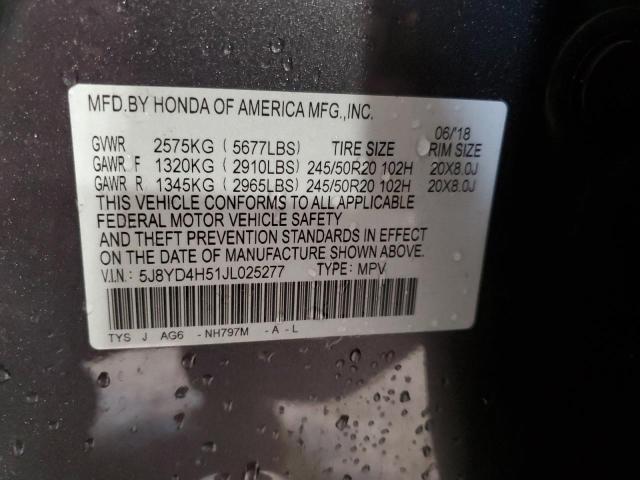 MFD.BY HONDA OF AMERICA MFG.,INC.
06/'18
GVWR 2575KG ( 5677LBS) TIRE SIZE RIM SIZE
GAWR F 1320KG ( 2910LBS) 245/50R20 102H 20X8.0J
GAWR R 1345KG ( 2965LBS) 245/50R20 102H 20X8.0J
THIS VEHICLE CONFORMS TO ALL APPLICABLE
FEDERAL MOTOR VEHICLE SAFETY
AND THEFT PREVENTION STANDARDS IN EFFECT
ON THE DATE OF MANUFACTURE SHOWN ABOVE.
V.I.N: 5J8YD4H51JL025277 TYPE: MPV
TYS J AG6 - NH797M - A - L